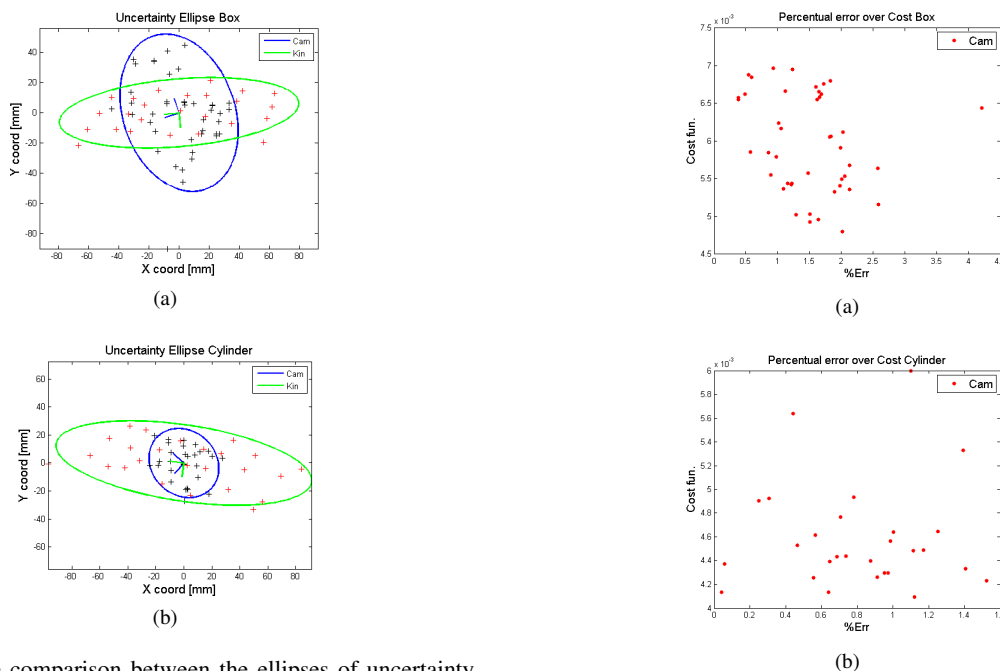 Uncertainty Ellipse Box
Cam
Kin
40
20
0
-20
-40
-60
-80
Y coord [mm]
-80 -60 -40 -20 0 20 40 60 80
X coord [mm]
(a)
Uncertainty Ellipse Cylinder
Cam
Kin
60
40
20
0
-20
-40
-60
Y coord [mm]
-80 -60 -40 -20 0 20 40 60 80
X coord [mm]
(b)
comparison between the ellipses of uncertainty
Percentual error over Cost Box
x 10^-3
Cam
7.5
7
6.5
6
5.5
5
4.5
Cost fun.
0 0.5 1 1.5 2 2.5 3 3.5 4
%Err
(a)
Percentual error over Cost Cylinder
x 10^-3
Cam
6
5.8
5.6
5.4
5.2
5
4.8
4.6
4.4
4.2
4
Cost fun.
0 0.2 0.4 0.6 0.8 1 1.2 1.4
%Err
(b)